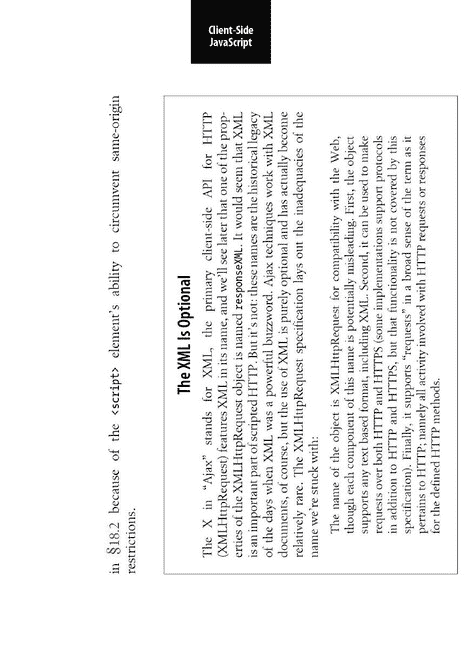 Client-Side
JavaScript
in §18.2 because of the <script> element's ability to circumvent same-origin
restrictions.
The XML Is Optional
The X in “Ajax” stands for XML, the primary client-side API for HTTP
(XMLHttpRequest) features XML in its name, and we'll see later that one of the prop-
erties of the XMLHttpRequest object is named responseXML. It would seem that XML
is an important part of scripted HTTP. But it's not: these names are the historical legacy
of the days when XML was a powerful buzzword. Ajax techniques work with XML
documents, of course, but the use of XML is purely optional and has actually become
relatively rare. The XMLHttpRequest specification lays out the inadequacies of the
name we're stuck with:
The name of the object is XMLHttpRequest for compatibility with the Web,
though each component of this name is potentially misleading. First, the object
supports any text based format, including XML. Second, it can be used to make
requests over both HTTP and HTTPS (some implementations support protocols
in addition to HTTP and HTTPS, but that functionality is not covered by this
specification). Finally, it supports “requests” in a broad sense of the term as it
pertains to HTTP; namely all activity involved with HTTP requests or responses
for the defined HTTP methods.